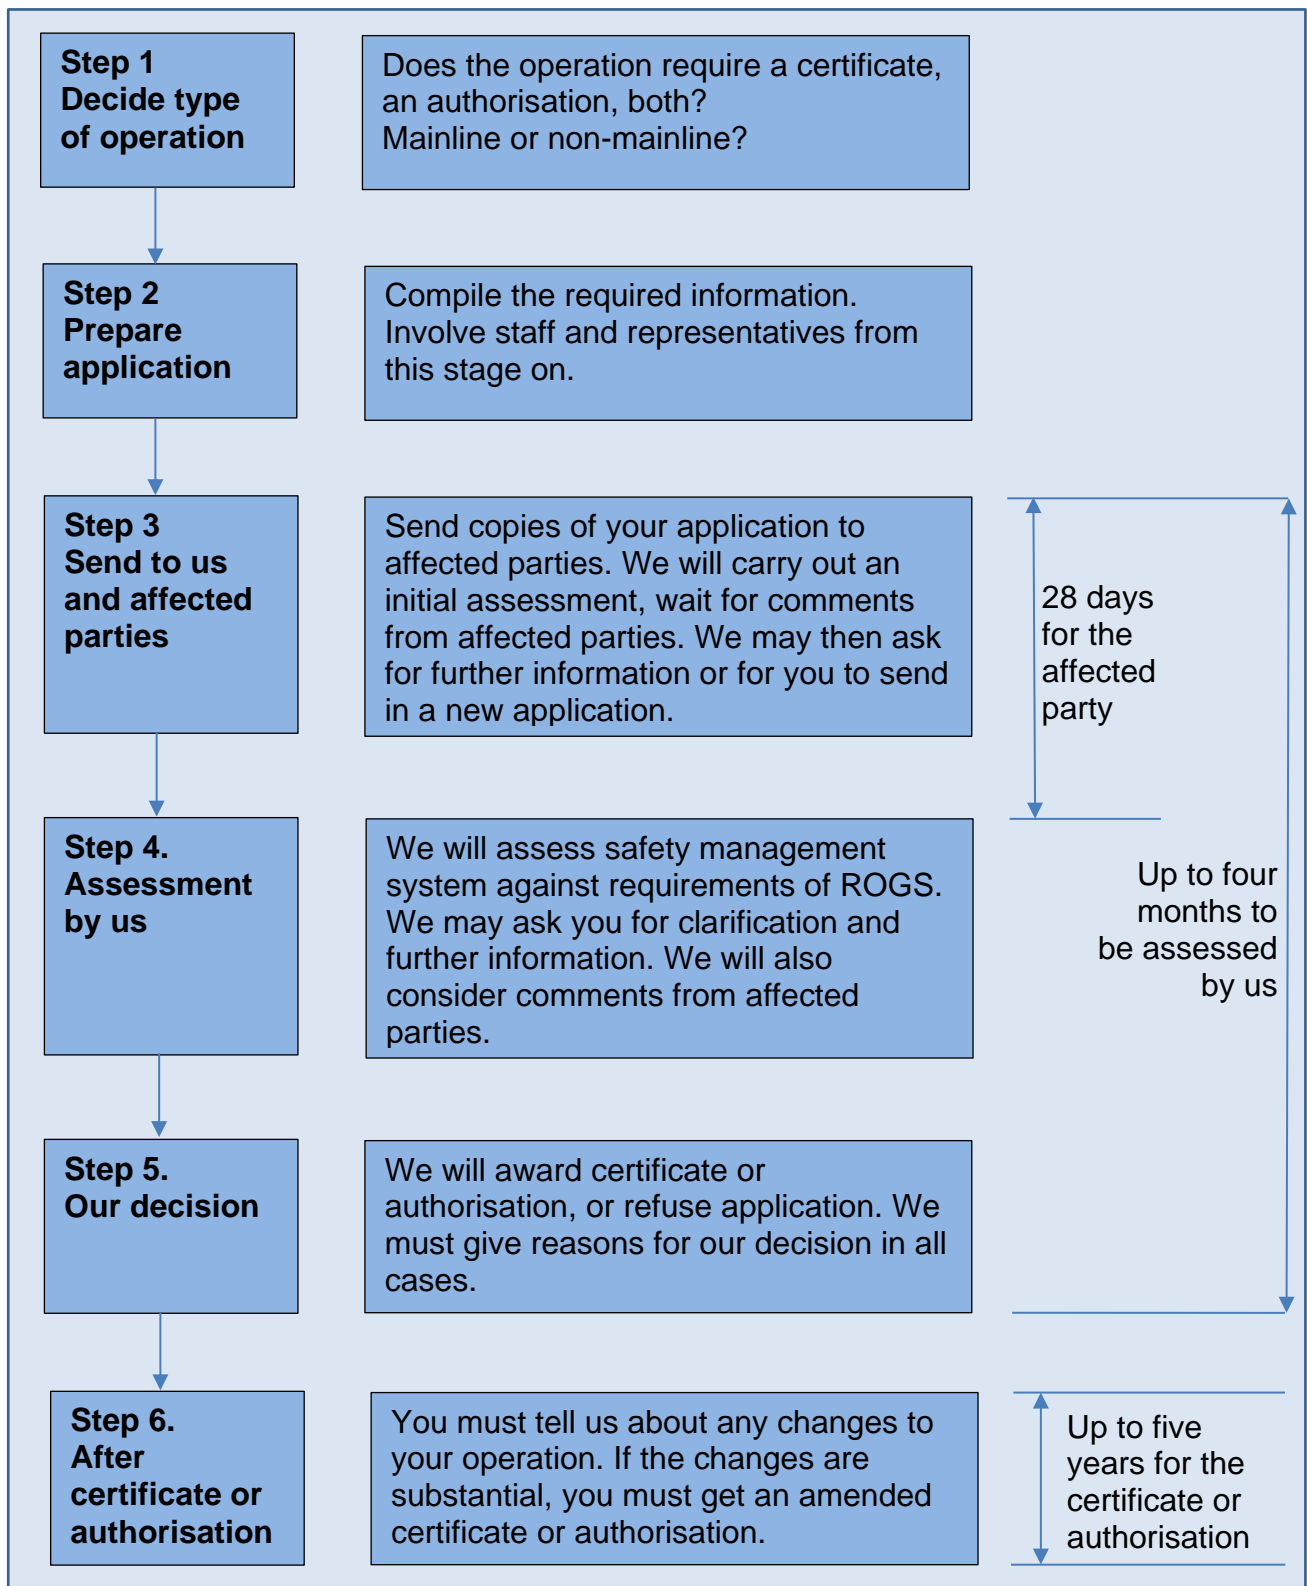 Step 1
Decide type
of operation
Does the operation require a certificate,
an authorisation, both?
Mainline or non-mainline?
Step 2
Prepare
application
Compile the required information.
Involve staff and representatives from
this stage on.
Step 3
Send to us
and affected
parties
Send copies of your application to
affected parties. We will carry out an
initial assessment, wait for comments
from affected parties. We may then ask
for further information or for you to send
in a new application.
28 days
for the
affected
party
Step 4.
Assessment
by us
We will assess safety management
system against requirements of ROGS.
We may ask you for clarification and
further information. We will also
consider comments from affected
parties.
Up to four
months to
be assessed
by us
Step 5.
Our decision
We will award certificate or
authorisation, or refuse application. We
must give reasons for our decision in all
cases.
Step 6.
After
certificate or
authorisation
You must tell us about any changes to
your operation. If the changes are
substantial, you must get an amended
certificate or authorisation.
Up to five
years for the
certificate or
authorisation